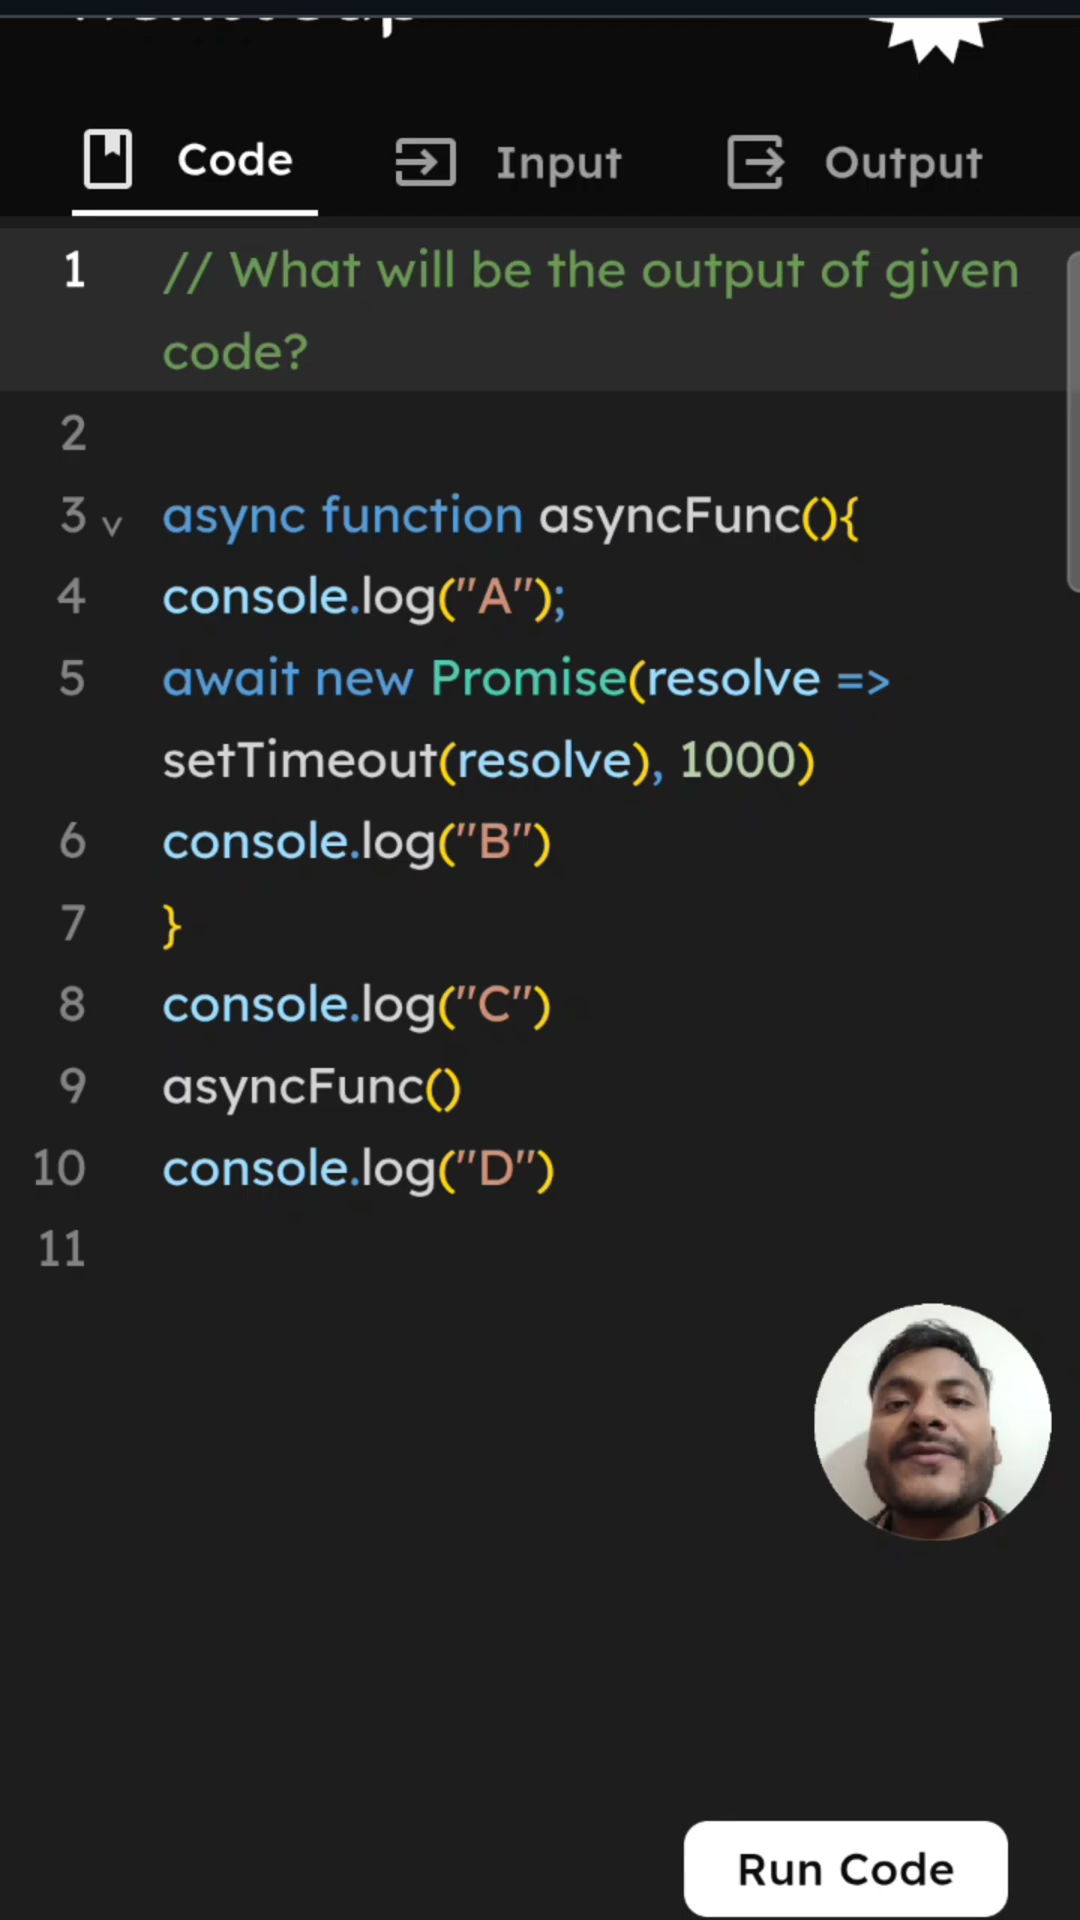 Code
Input
Output
1 // What will be the output of given
code?
2
3 async function asyncFunc(){
4 console.log("A");
5 await new Promise(resolve =>
setTimeout(resolve), 1000)
6 console.log("B")
7 }
8 console.log("C")
9 asyncFunc()
10 console.log("D")
11
Run Code